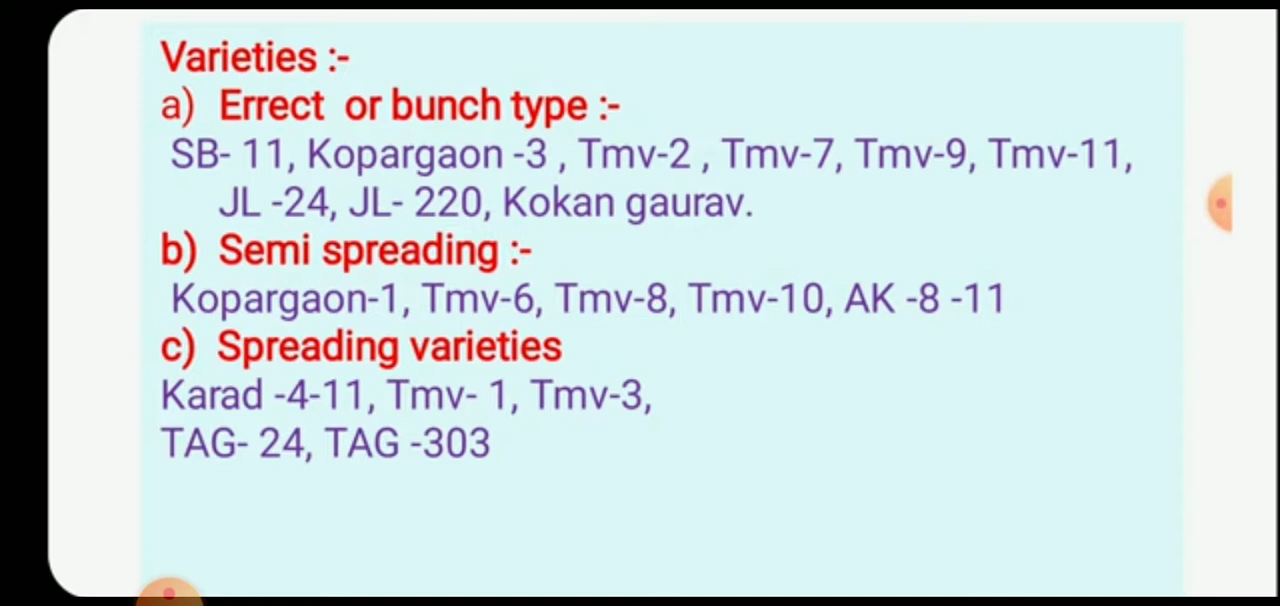 Varieties :-
a) Errect or bunch type :-
SB- 11, Kopargaon -3 , Tmv-2 , Tmv-7, Tmv-9, Tmv-11,
JL -24, JL- 220, Kokan gaurav.
b) Semi spreading :-
Kopargaon-1, Tmv-6, Tmv-8, Tmv-10, AK -8 -11
c) Spreading varieties
Karad -4-11, Tmv- 1, Tmv-3,
TAG- 24, TAG -303